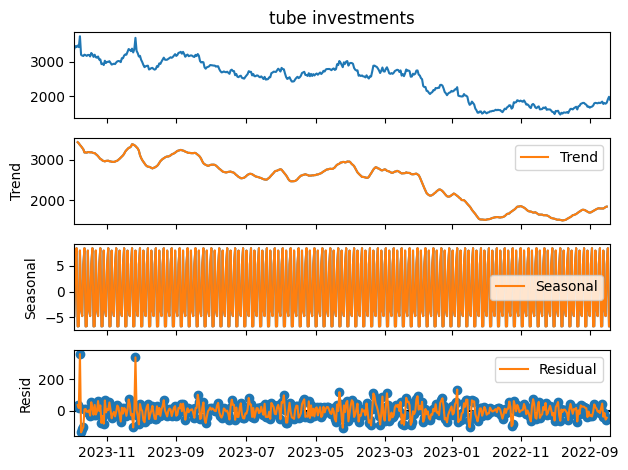 tube investments
3000
2000
Trend
3000
2000
Trend
Seasonal
5
0
−5
Seasonal
Resid
200
0
Residual
2023-11 2023-09 2023-07 2023-05 2023-03 2023-01 2022-11 2022-09